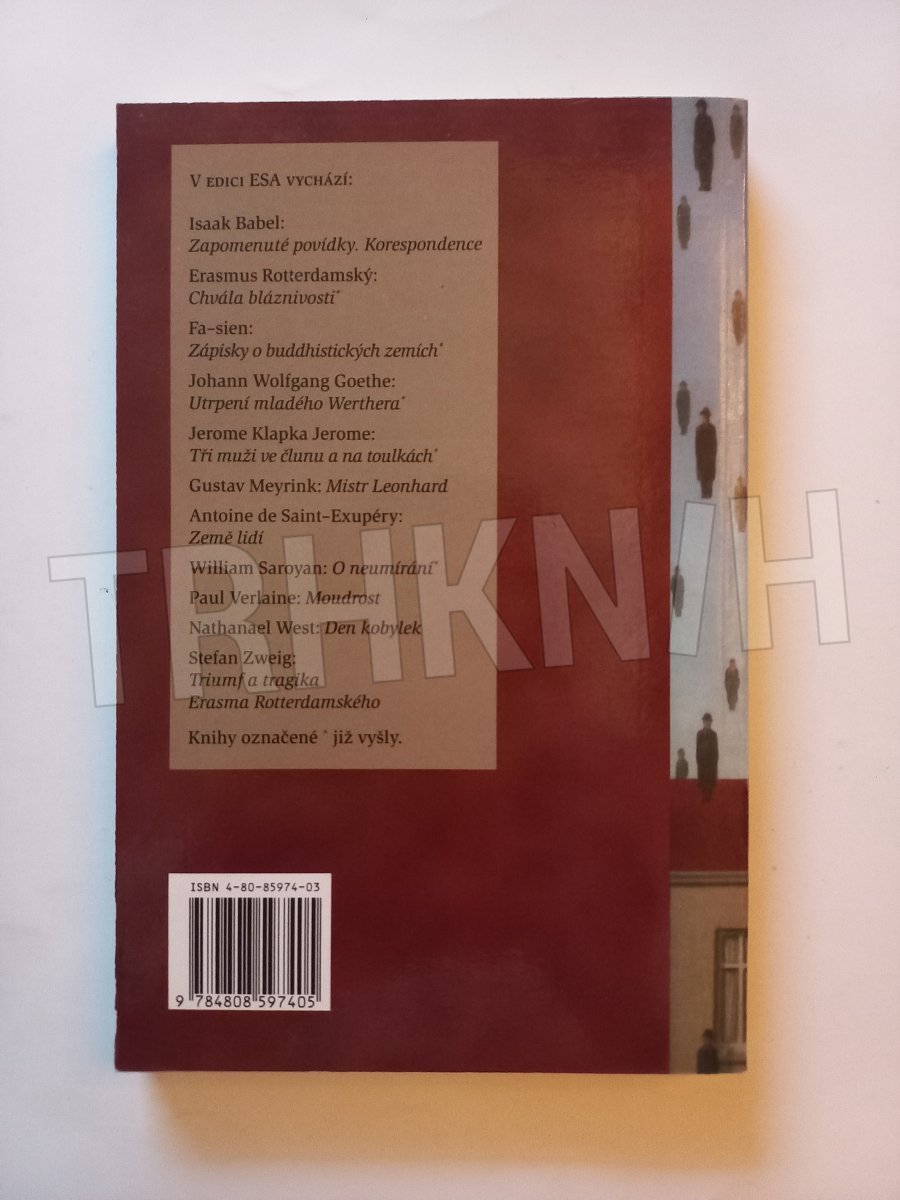 V EDICI ESA VYCHÁZÍ:
Isaak Babel:
Zapomenuté povídky. Korespondence
Erasmus Rotterdamský:
Chvála bláznivosti*
Fa-sien:
Zápisky o buddhistických zemích*
Johann Wolfgang Goethe:
Utrpení mladého Werthera*
Jerome Klapka Jerome:
Tři muži ve člunu a na toulkách*
Gustav Meyrink: Mistr Leonhard
Antoine de Saint-Exupéry:
Země lidí
William Saroyan: O neumírání*
Paul Verlaine: Moudrost
Nathanael West: Den kobylek
Stefan Zweig:
Triumf a tragika
Erasma Rotterdamského
Knihy označené * již vyšly.
TRHKNIH
ISBN 4-80-85974-03
9 784808 597405